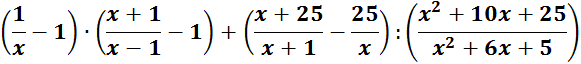 (1/x − 1) · ((x + 1)/(x − 1) − 1) + ((x + 25)/(x + 1) − 25/x) : ((x² + 10x + 25)/(x² + 6x + 5))